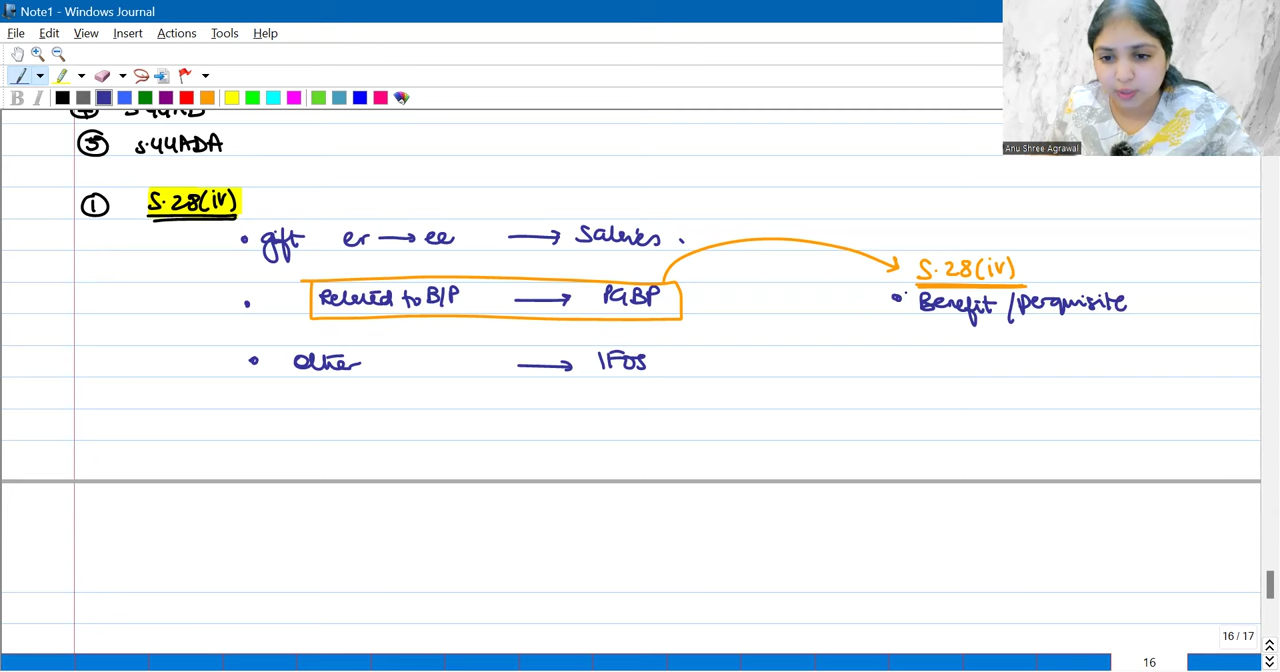 Note1 - Windows Journal
File Edit View Insert Actions Tools Help
B I
S.44ADA
5
Anu Shree Agrawal
1 S.28(iv)
• gift er → ee → Salaries.
S.28(iv)
• Related to B/P → PGBP
• Benefit / perquisite
• Other → IFOS
16 / 17
16